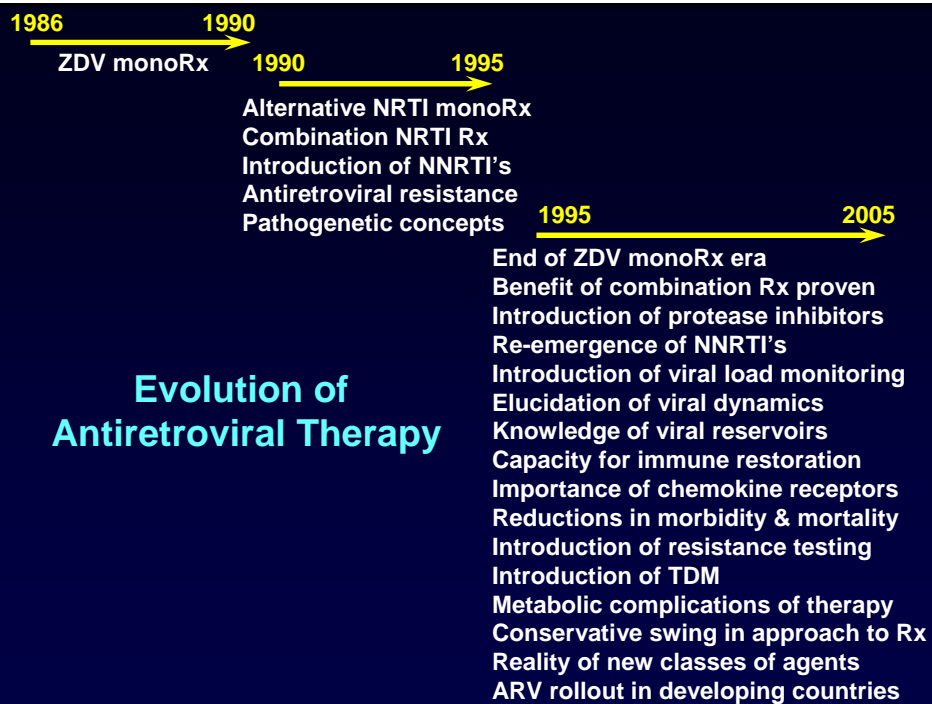 1986 1990
ZDV monoRx
1990 1995
Alternative NRTI monoRx
Combination NRTI Rx
Introduction of NNRTI's
Antiretroviral resistance
Pathogenetic concepts
1995 2005
End of ZDV monoRx era
Benefit of combination Rx proven
Introduction of protease inhibitors
Re-emergence of NNRTI's
Introduction of viral load monitoring
Elucidation of viral dynamics
Knowledge of viral reservoirs
Capacity for immune restoration
Importance of chemokine receptors
Reductions in morbidity & mortality
Introduction of resistance testing
Introduction of TDM
Metabolic complications of therapy
Conservative swing in approach to Rx
Reality of new classes of agents
ARV rollout in developing countries
Evolution of
Antiretroviral Therapy